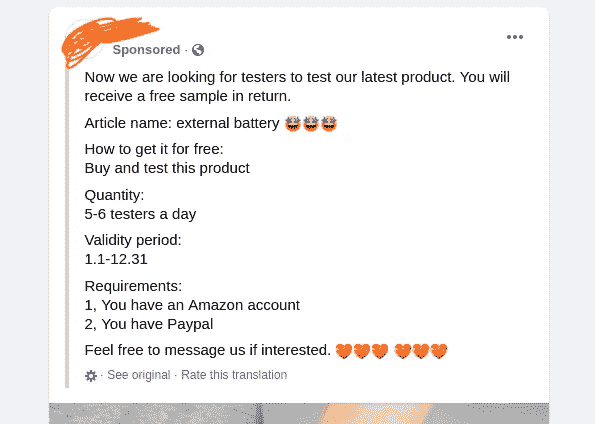 Sponsored ·
Now we are looking for testers to test our latest product. You will
receive a free sample in return.
Article name: external battery 🤩🤩🤩
How to get it for free:
Buy and test this product
Quantity:
5-6 testers a day
Validity period:
1.1-12.31
Requirements:
1, You have an Amazon account
2, You have Paypal
Feel free to message us if interested. 🧡🧡🧡 🧡🧡🧡
· See original · Rate this translation